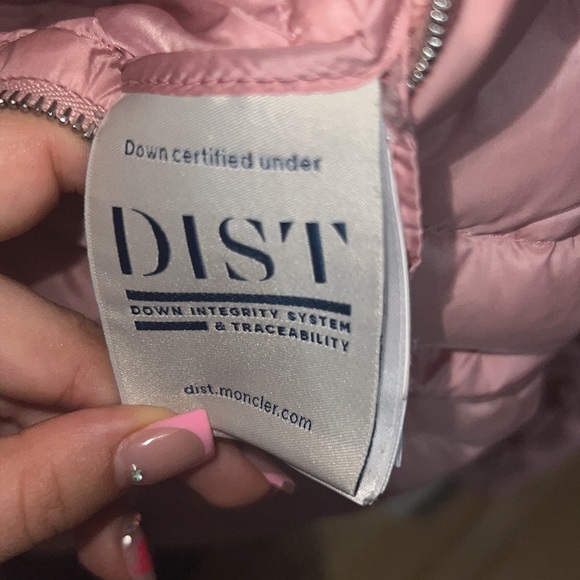 Down certified under
DIST
DOWN INTEGRITY SYSTEM
& TRACEABILITY
dist.moncler.com